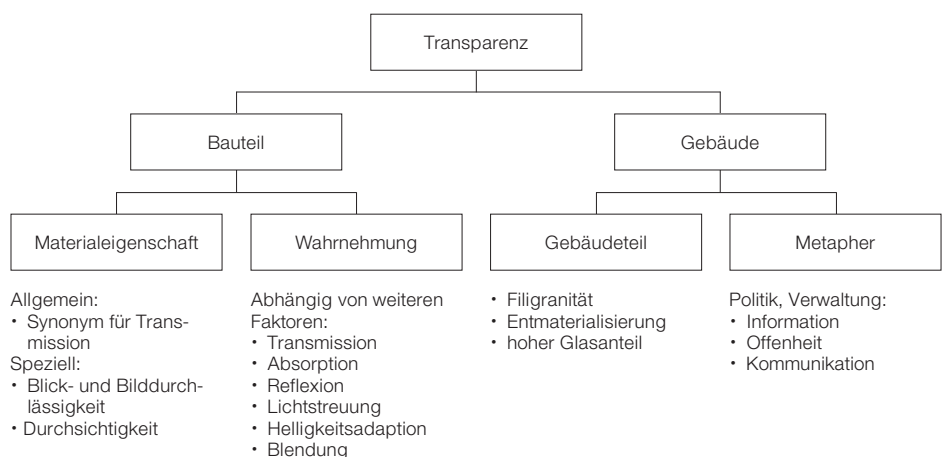 Transparenz
Bauteil
Gebäude
Materialeigenschaft
Wahrnehmung
Gebäudeteil
Metapher
Allgemein:
• Synonym für Trans-
mission
Speziell:
• Blick- und Bilddurch-
lässigkeit
• Durchsichtigkeit
Abhängig von weiteren
Faktoren:
• Transmission
• Absorption
• Reflexion
• Lichtstreuung
• Helligkeitsadaption
• Blendung
• Filigranität
• Entmaterialisierung
• hoher Glasanteil
Politik, Verwaltung:
• Information
• Offenheit
• Kommunikation